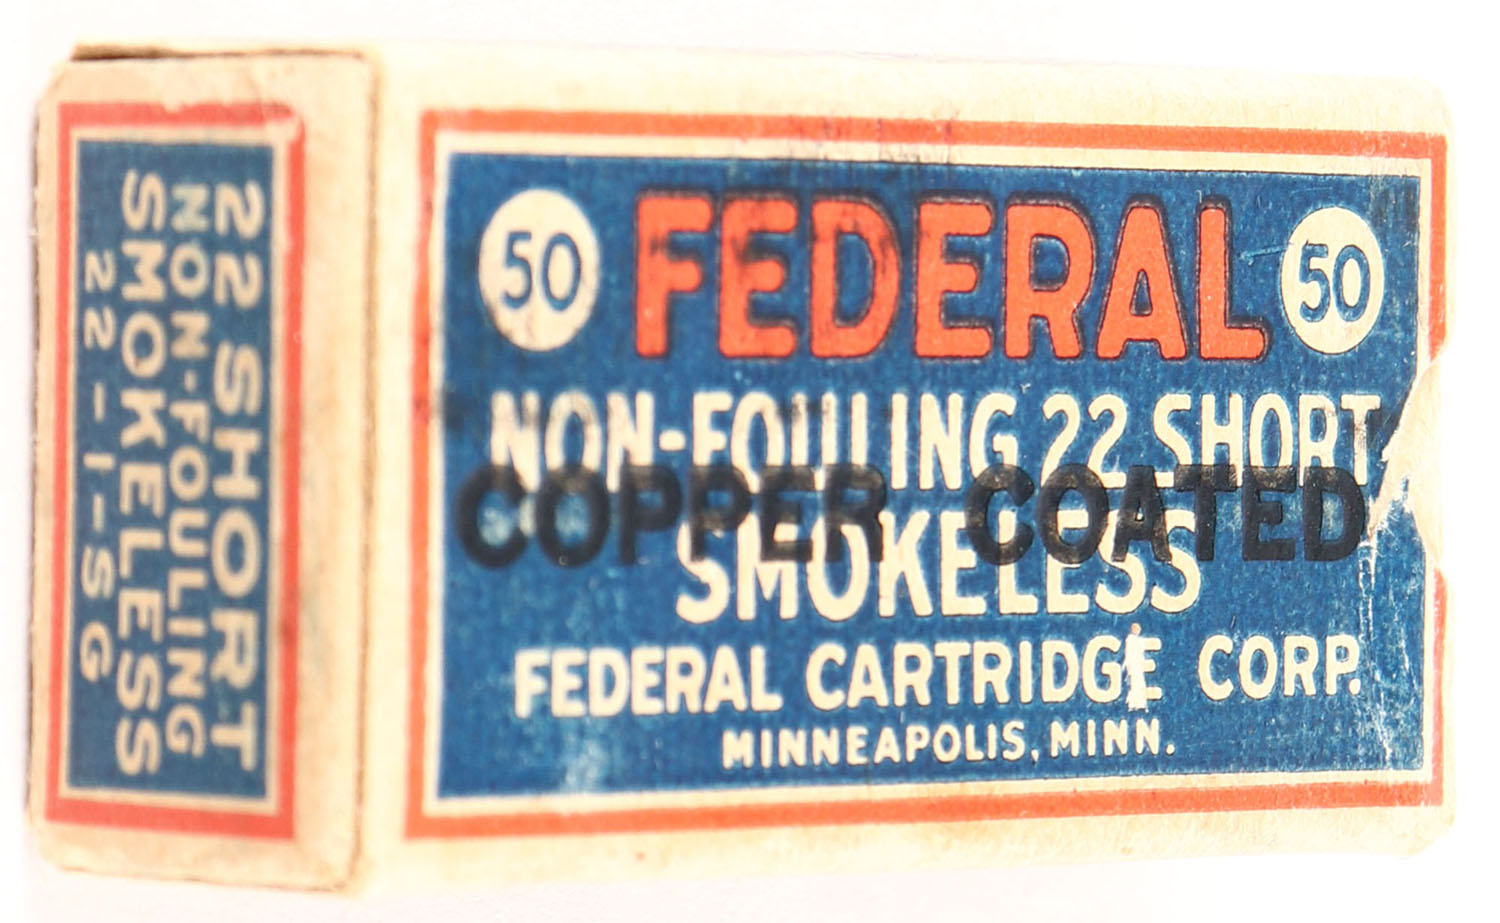 22 SHORT
NON-FOULING
SMOKELESS
22-1-SG
50 FEDERAL 50
NON-FOULING 22 SHORT
COPPER COATED
SMOKELESS
FEDERAL CARTRIDGE CORP.
MINNEAPOLIS, MINN.